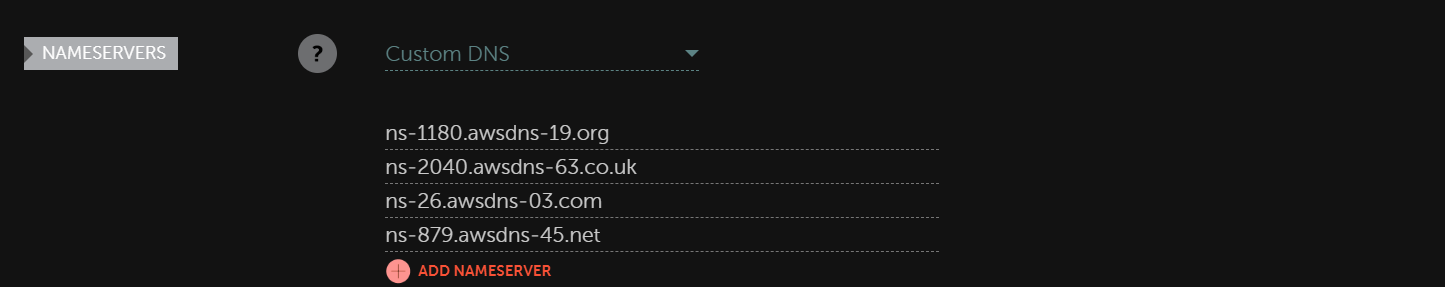 NAMESERVERS
?
Custom DNS
ns-1180.awsdns-19.org
ns-2040.awsdns-63.co.uk
ns-26.awsdns-03.com
ns-879.awsdns-45.net
ADD NAMESERVER